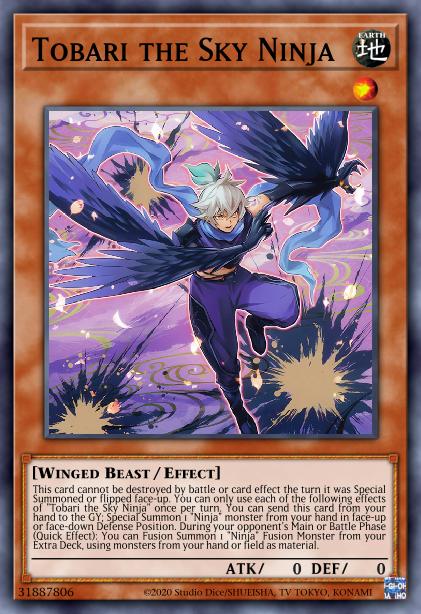 TOBARI THE SKY NINJA
EARTH
地
[WINGED BEAST / EFFECT]
This card cannot be destroyed by battle or card effect the turn it was Special
Summoned or flipped face-up. You can only use each of the following effects
of "Tobari the Sky Ninja" once per turn. You can send this card from your
hand to the GY; Special Summon 1 "Ninja" monster from your hand in face-up
or face-down Defense Position. During your opponent's Main or Battle Phase
(Quick Effect): You can Fusion Summon 1 "Ninja" Fusion Monster from your
Extra Deck, using monsters from your hand or field as material.
ATK/ 0 DEF/ 0
31887806
©2020 Studio Dice/SHUEISHA, TV TOKYO, KONAMI